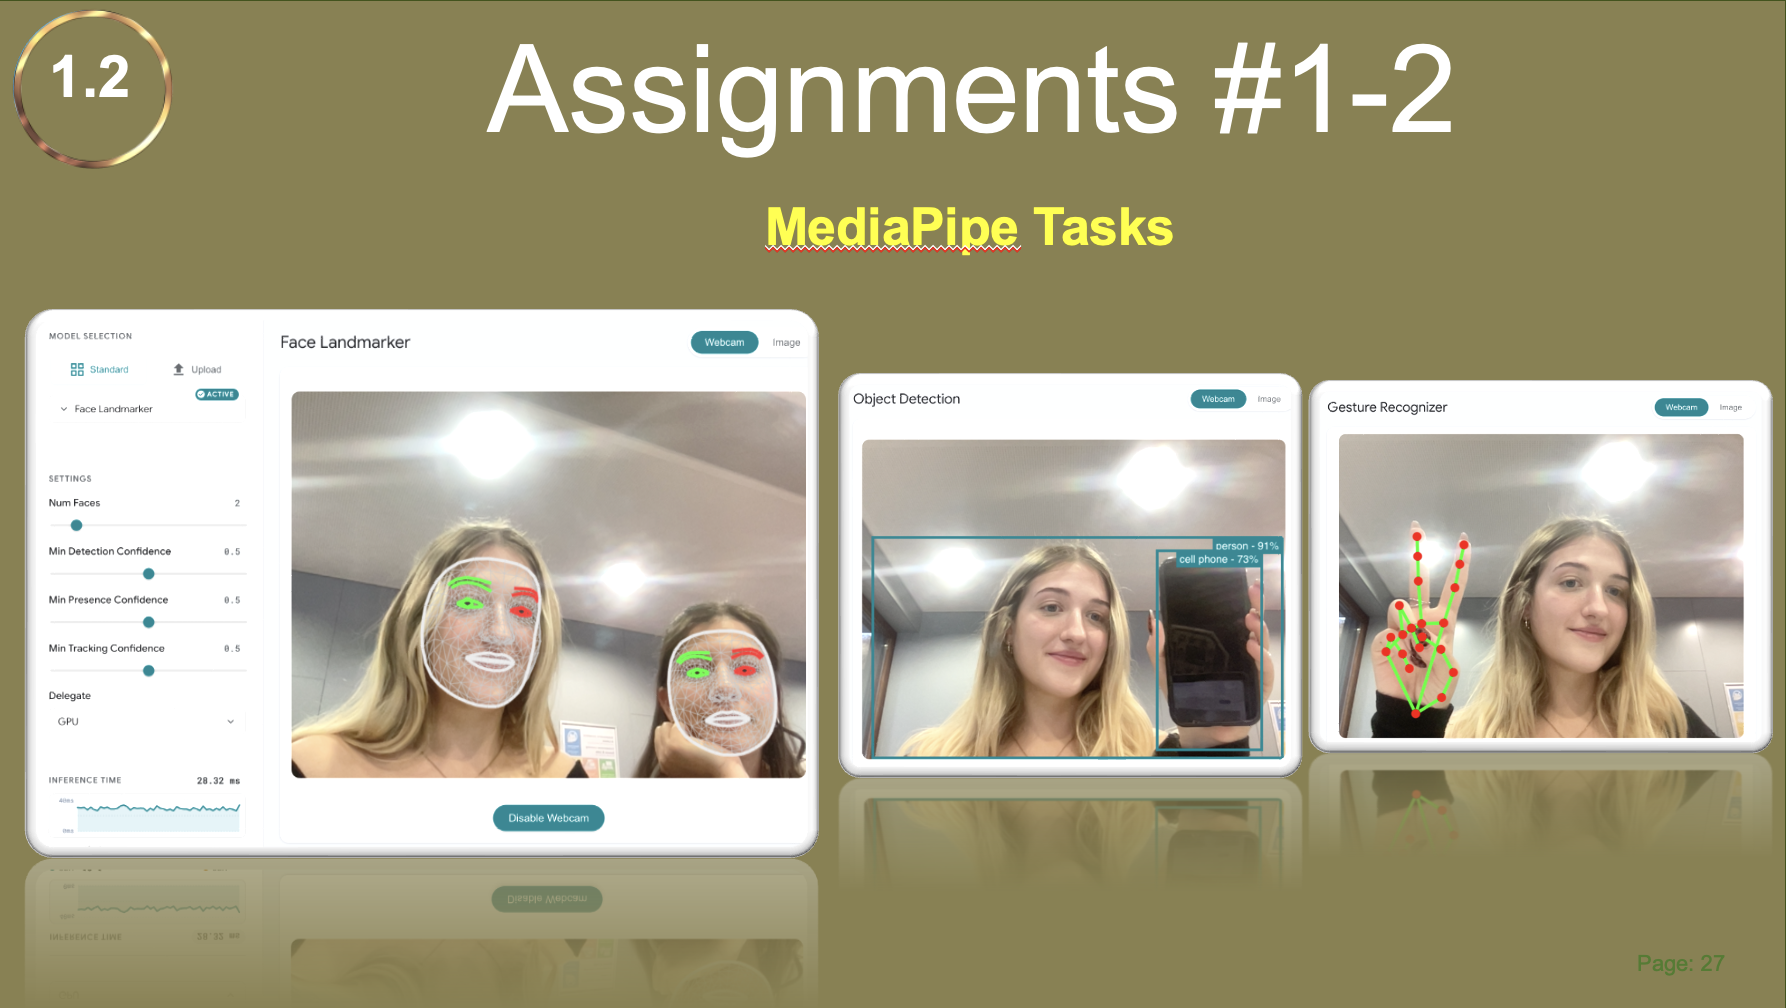 1.2
Assignments #1-2
MediaPipe Tasks
MODEL SELECTION
Standard
Upload
ACTIVE
Face Landmarker
SETTINGS
Num Faces 2
Min Detection Confidence 0.5
Min Presence Confidence 0.5
Min Tracking Confidence 0.5
Delegate
GPU
INFERENCE TIME 28.32 ms
Face Landmarker
Webcam Image
Disable Webcam
Object Detection
Webcam Image
person - 91%
cell phone - 73%
Gesture Recognizer
Webcam Image
Page: 27